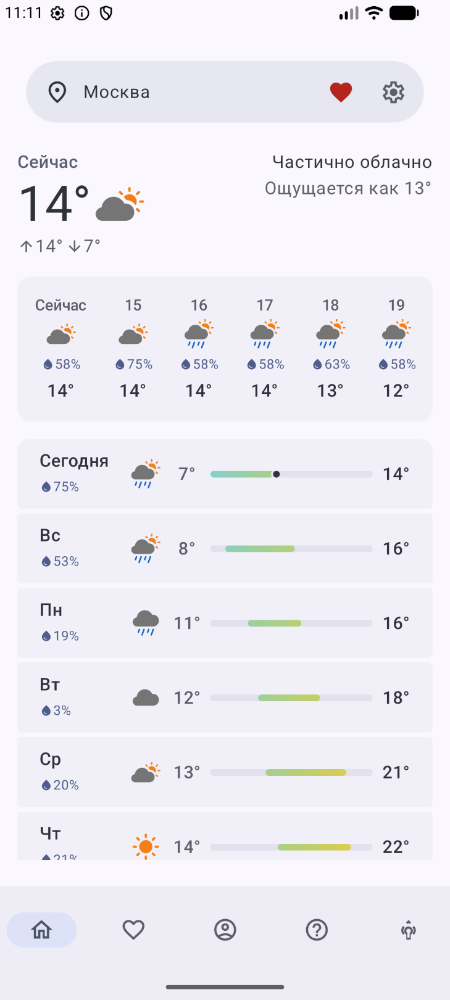 11:11
Москва
Сейчас
Частично облачно
14°
Ощущается как 13°
↑14° ↓7°
Сейчас 15 16 17 18 19
58% 75% 58% 58% 63% 58%
14° 14° 14° 14° 13° 12°
Сегодня
7° 14°
75%
Вс
8° 16°
53%
Пн
11° 16°
19%
Вт
12° 18°
3%
Ср
13° 21°
20%
Чт
14° 22°
21%